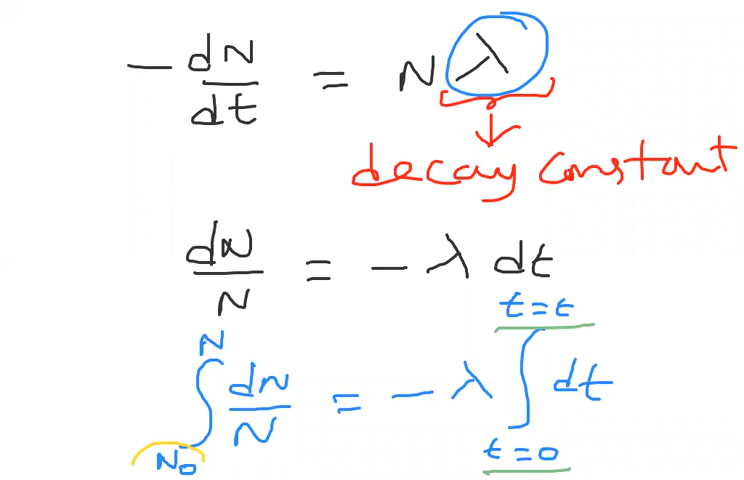 - dN/dt = Nλ
decay constant
dN/N = - λ dt
∫_{N₀}^{N} dN/N = - λ ∫_{t=0}^{t=t} dt